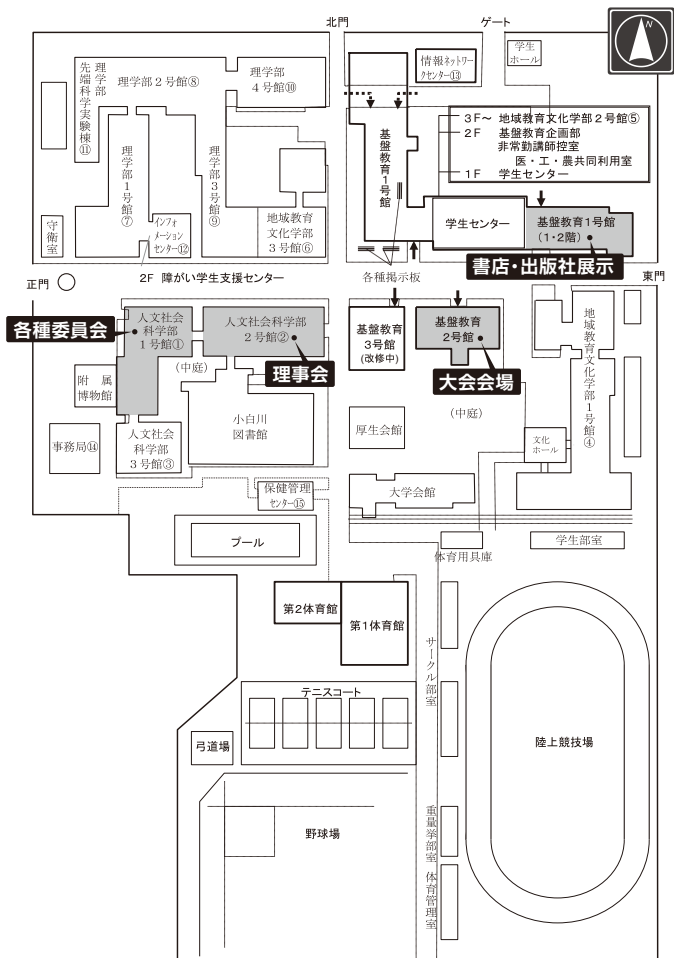 北門
ゲート
N
学生
ホール
情報ネットワー
クセンター⑬
理学部
先端科学実験棟⑪
理学部2号館⑧
理学部
4号館⑩
理学部1号館⑦
理学部3号館⑨
基盤教育1号館
3F～ 地域教育文化学部2号館⑤
2F 基盤教育企画部
非常勤講師控室
医・工・農共同利用室
1F 学生センター
守衛室
インフォ
メーション
センター⑫
地域教育
文化学部
3号館⑥
学生センター
基盤教育1号館
(1・2階)
書店・出版社展示
正門
2F 障がい学生支援センター
各種掲示板
東門
各種委員会
人文社会
科学部
1号館①
人文社会科学部
2号館②
理事会
基盤教育
3号館
(改修中)
基盤教育
2号館
大会会場
地域教育文化学部1号館④
附属
博物館
(中庭)
小白川
図書館
(中庭)
厚生会館
文化
ホール
事務局⑭
人文社会
科学部
3号館③
保健管理
センター⑮
大学会館
プール
体育用具庫
学生部室
第2体育館
第1体育館
サークル部室
テニスコート
弓道場
陸上競技場
野球場
重量挙部室
体育管理室